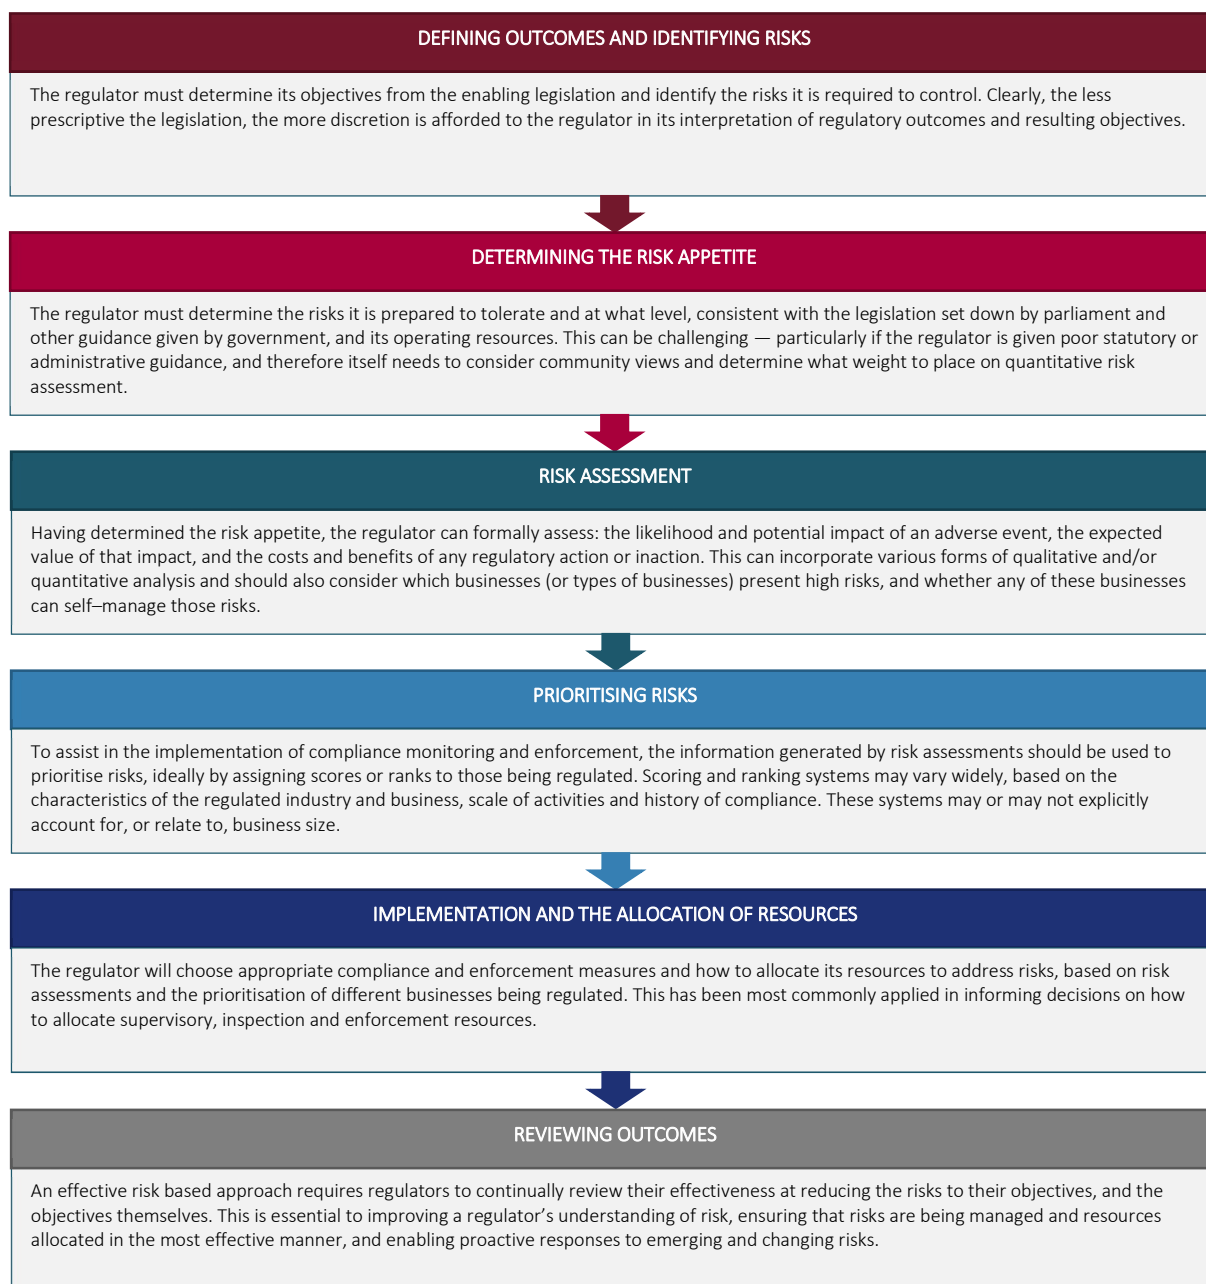 DEFINING OUTCOMES AND IDENTIFYING RISKS
The regulator must determine its objectives from the enabling legislation and identify the risks it is required to control. Clearly, the less
prescriptive the legislation, the more discretion is afforded to the regulator in its interpretation of regulatory outcomes and resulting objectives.
DETERMINING THE RISK APPETITE
The regulator must determine the risks it is prepared to tolerate and at what level, consistent with the legislation set down by parliament and
other guidance given by government, and its operating resources. This can be challenging — particularly if the regulator is given poor statutory or
administrative guidance, and therefore itself needs to consider community views and determine what weight to place on quantitative risk
assessment.
RISK ASSESSMENT
Having determined the risk appetite, the regulator can formally assess: the likelihood and potential impact of an adverse event, the expected
value of that impact, and the costs and benefits of any regulatory action or inaction. This can incorporate various forms of qualitative and/or
quantitative analysis and should also consider which businesses (or types of businesses) present high risks, and whether any of these businesses
can self–manage those risks.
PRIORITISING RISKS
To assist in the implementation of compliance monitoring and enforcement, the information generated by risk assessments should be used to
prioritise risks, ideally by assigning scores or ranks to those being regulated. Scoring and ranking systems may vary widely, based on the
characteristics of the regulated industry and business, scale of activities and history of compliance. These systems may or may not explicitly
account for, or relate to, business size.
IMPLEMENTATION AND THE ALLOCATION OF RESOURCES
The regulator will choose appropriate compliance and enforcement measures and how to allocate its resources to address risks, based on risk
assessments and the prioritisation of different businesses being regulated. This has been most commonly applied in informing decisions on how
to allocate supervisory, inspection and enforcement resources.
REVIEWING OUTCOMES
An effective risk based approach requires regulators to continually review their effectiveness at reducing the risks to their objectives, and the
objectives themselves. This is essential to improving a regulator’s understanding of risk, ensuring that risks are being managed and resources
allocated in the most effective manner, and enabling proactive responses to emerging and changing risks.